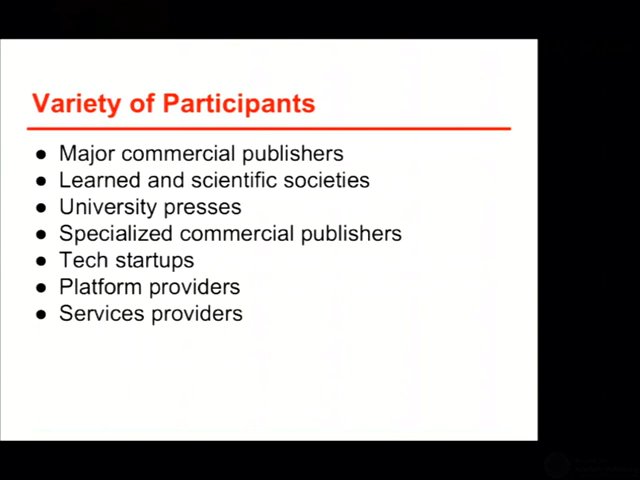 Variety of Participants
● Major commercial publishers
● Learned and scientific societies
● University presses
● Specialized commercial publishers
● Tech startups
● Platform providers
● Services providers